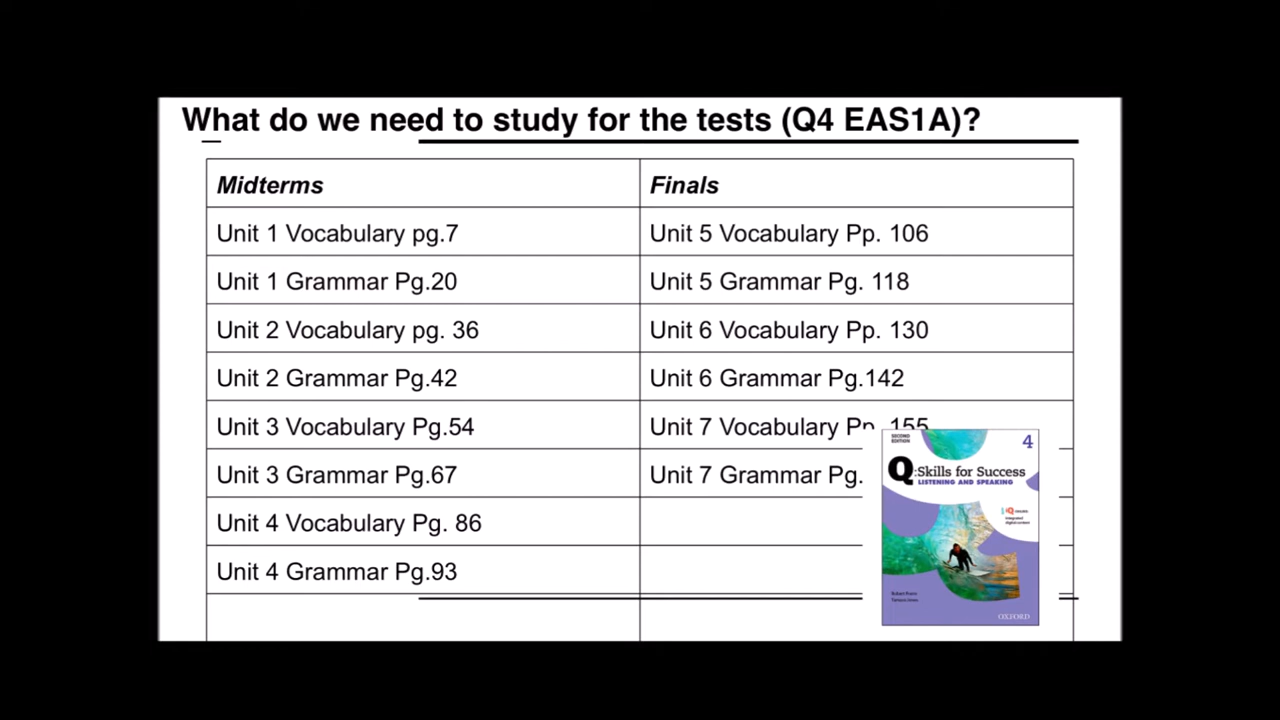 What do we need to study for the tests (Q4 EAS1A)?
Midterms Finals
Unit 1 Vocabulary pg.7 Unit 5 Vocabulary Pp. 106
Unit 1 Grammar Pg.20 Unit 5 Grammar Pg. 118
Unit 2 Vocabulary pg. 36 Unit 6 Vocabulary Pp. 130
Unit 2 Grammar Pg.42 Unit 6 Grammar Pg.142
Unit 3 Vocabulary Pg.54 Unit 7 Vocabulary Pp. 155
Unit 3 Grammar Pg.67 Unit 7 Grammar Pg.
Unit 4 Vocabulary Pg. 86
Unit 4 Grammar Pg.93
SECOND
EDITION
4
Q:Skills for Success
LISTENING AND SPEAKING
OXFORD